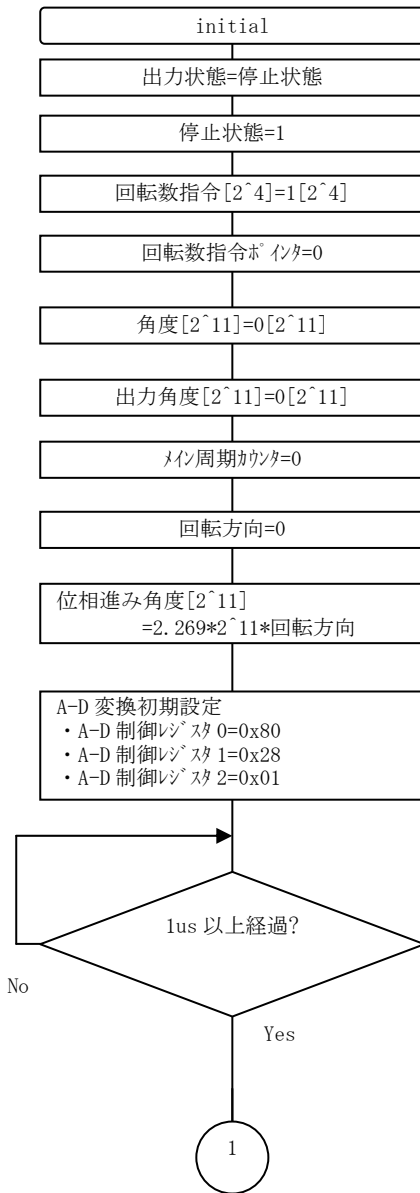 initial
出力状態=停止状態
停止状態=1
回転数指令[2^4]=1[2^4]
回転数指令ﾎﾟｲﾝﾀ=0
角度[2^11]=0[2^11]
出力角度[2^11]=0[2^11]
ﾒｲﾝ周期ｶｳﾝﾀ=0
回転方向=0
位相進み角度[2^11]
=2.269*2^11*回転方向
A-D 変換初期設定
・A-D 制御ﾚｼﾞｽﾀ 0=0x80
・A-D 制御ﾚｼﾞｽﾀ 1=0x28
・A-D 制御ﾚｼﾞｽﾀ 2=0x01
1us 以上経過?
No
Yes
1